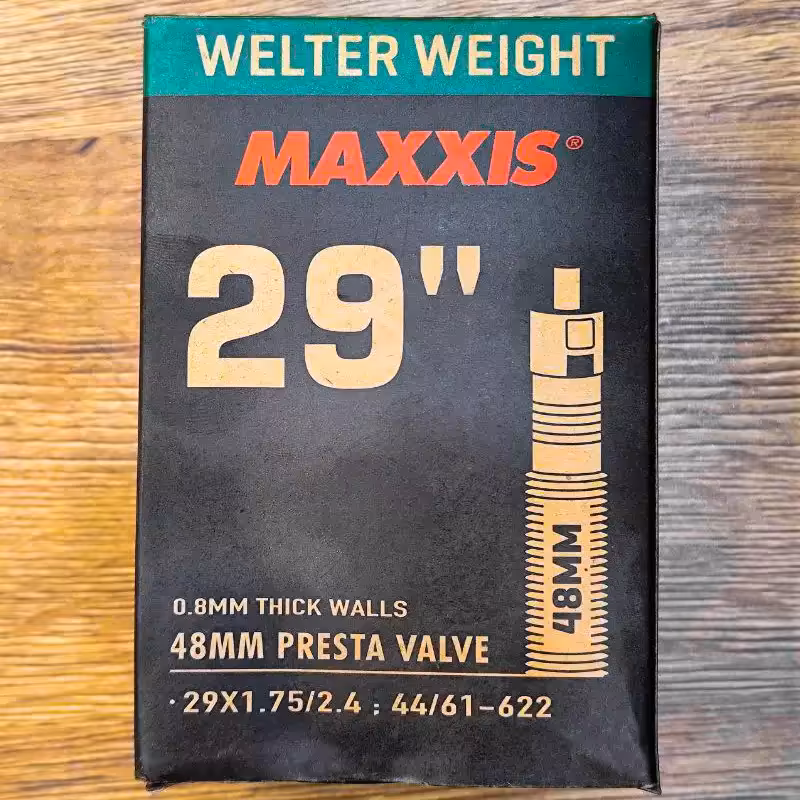 WELTER WEIGHT
MAXXIS®
29"
48MM
0.8MM THICK WALLS
48MM PRESTA VALVE
·29X1.75/2.4 ; 44/61-622